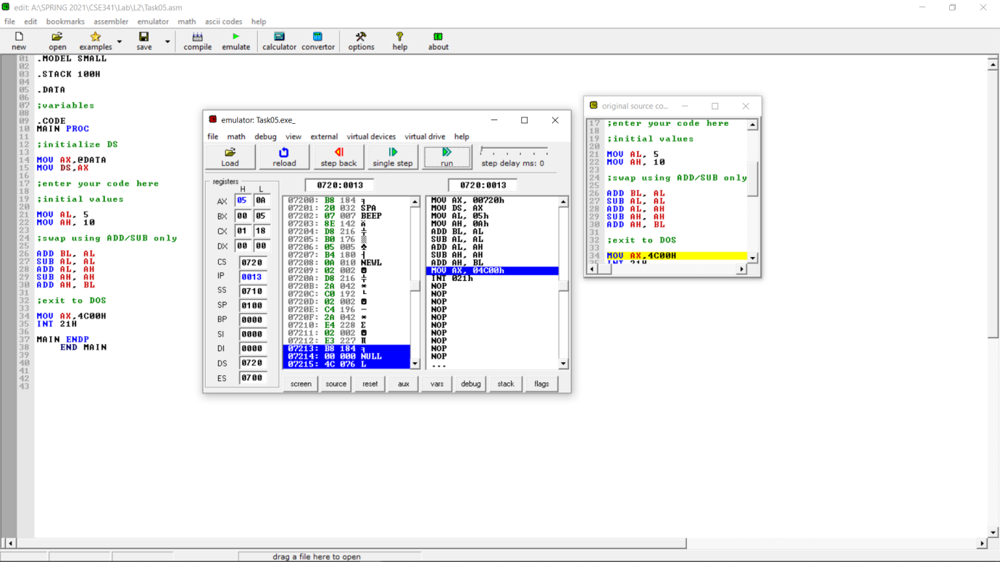 edit: A:\SPRING 2021\CSE341\Lab\L2\Task05.asm
file edit bookmarks assembler emulator math ascii codes help
new open examples save compile emulate calculator convertor options help about
01 .MODEL SMALL
02
03 .STACK 100H
04
05 .DATA
06
07 ;variables
08
09 .CODE
10 MAIN PROC
11
12 ;initialize DS
13
14 MOV AX,@DATA
15 MOV DS,AX
16
17 ;enter your code here
18
19 ;initial values
20
21 MOV AL, 5
22 MOV AH, 10
23
24 ;swap using ADD/SUB only
25
26 ADD BL, AL
27 SUB AL, AL
28 ADD AL, AH
29 SUB AH, AH
30 ADD AH, BL
31
32 ;exit to DOS
33
34 MOV AX,4C00H
35 INT 21H
36
37 MAIN ENDP
38 END MAIN
39
40
41
42
43
emulator: Task05.exe_
file math debug view external virtual devices virtual drive help
Load reload step back single step run step delay ms: 0
registers
H L
AX 05 0A
BX 00 05
CX 01 18
DX 00 00
CS 0720
IP 0013
SS 0710
SP 0100
BP 0000
SI 0000
DI 0000
DS 0720
ES 0700
0720:0013
07200: B8 184 ╕
07201: 20 032 SPA
07202: 07 007 BEEP
07203: 8E 142 Ä
07204: D8 216 ╪
07205: B0 176 ░
07206: 05 005 ♣
07207: B4 180 ┤
07208: 0A 010 NEWL
07209: 02 002 ☻
0720A: D8 216 ╪
0720B: 2A 042 *
0720C: C0 192 └
0720D: 02 002 ☻
0720E: C4 196 ─
0720F: 2A 042 *
07210: E4 228 Σ
07211: 02 002 ☻
07212: E3 227 π
07213: B8 184 ╕
07214: 00 000 NULL
07215: 4C 076 L
0720:0013
MOV AX, 00720h
MOV DS, AX
MOV AL, 05h
MOV AH, 0Ah
ADD BL, AL
SUB AL, AL
ADD AL, AH
SUB AH, AH
ADD AH, BL
MOV AX, 04C00h
INT 021h
NOP
NOP
NOP
NOP
NOP
NOP
NOP
NOP
NOP
NOP
...
screen source reset aux vars debug stack flags
original source co...
17 ;enter your code here
18
19 ;initial values
20
21 MOV AL, 5
22 MOV AH, 10
23
24 ;swap using ADD/SUB only
25
26 ADD BL, AL
27 SUB AL, AL
28 ADD AL, AH
29 SUB AH, AH
30 ADD AH, BL
31
32 ;exit to DOS
33
34 MOV AX,4C00H
35 INT 21H
drag a file here to open